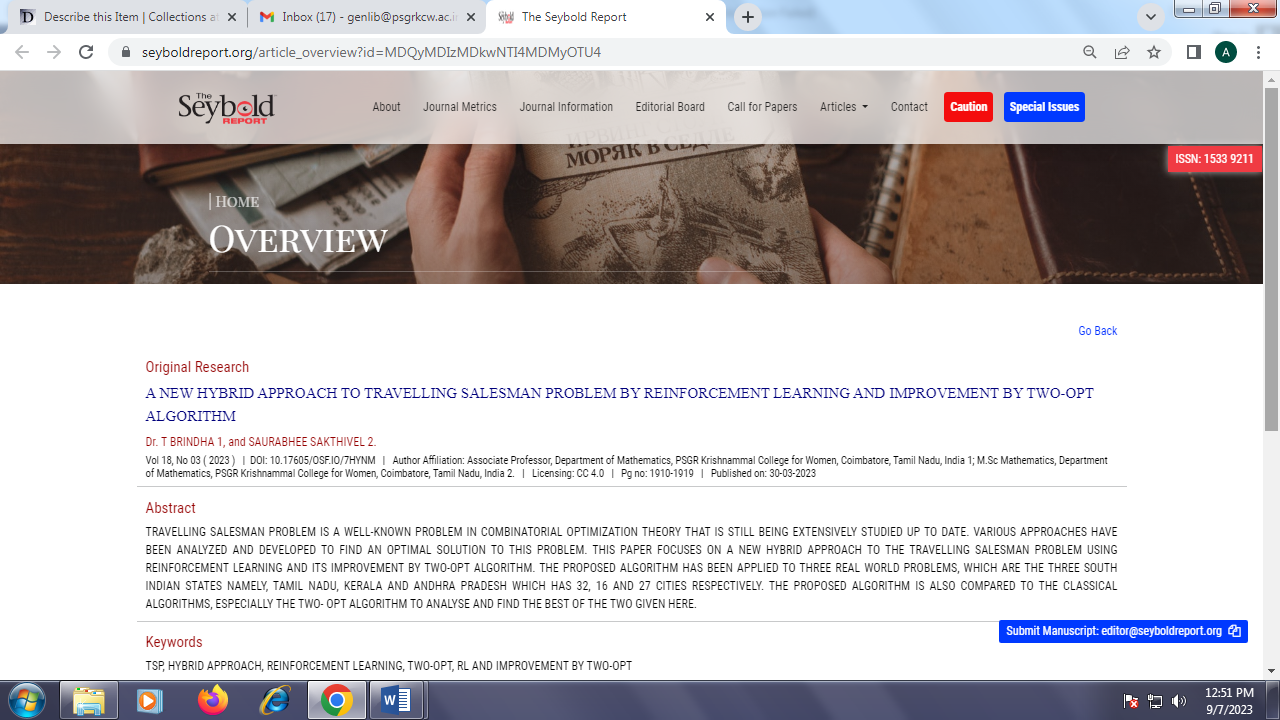 Describe this Item | Collections at
Inbox (17) - genlib@psgrkcw.ac.i
The Seybold Report
seyboldreport.org/article_overview?id=MDQyMDIzMDkwNTI4MDMyOTU4
A
The
Seybold
REPORT
About
Journal Metrics
Journal Information
Editorial Board
Call for Papers
Articles
Contact
Caution
Special Issues
МОРЯК В СЕДЛЕ
ISSN: 1533 9211
| Home
Overview
Go Back
Original Research
A NEW HYBRID APPROACH TO TRAVELLING SALESMAN PROBLEM BY REINFORCEMENT LEARNING AND IMPROVEMENT BY TWO-OPT
ALGORITHM
Dr. T BRINDHA 1, and SAURABHEE SAKTHIVEL 2.
Vol 18, No 03 ( 2023 ) | DOI: 10.17605/OSF.IO/7HYNM | Author Affiliation: Associate Professor, Department of Mathematics, PSGR Krishnammal College for Women, Coimbatore, Tamil Nadu, India 1; M.Sc Mathematics, Department
of Mathematics, PSGR Krishnammal College for Women, Coimbatore, Tamil Nadu, India 2. | Licensing: CC 4.0 | Pg no: 1910-1919 | Published on: 30-03-2023
Abstract
TRAVELLING SALESMAN PROBLEM IS A WELL-KNOWN PROBLEM IN COMBINATORIAL OPTIMIZATION THEORY THAT IS STILL BEING EXTENSIVELY STUDIED UP TO DATE. VARIOUS APPROACHES HAVE
BEEN ANALYZED AND DEVELOPED TO FIND AN OPTIMAL SOLUTION TO THIS PROBLEM. THIS PAPER FOCUSES ON A NEW HYBRID APPROACH TO THE TRAVELLING SALESMAN PROBLEM USING
REINFORCEMENT LEARNING AND ITS IMPROVEMENT BY TWO-OPT ALGORITHM. THE PROPOSED ALGORITHM HAS BEEN APPLIED TO THREE REAL WORLD PROBLEMS, WHICH ARE THE THREE SOUTH
INDIAN STATES NAMELY, TAMIL NADU, KERALA AND ANDHRA PRADESH WHICH HAS 32, 16 AND 27 CITIES RESPECTIVELY. THE PROPOSED ALGORITHM IS ALSO COMPARED TO THE CLASSICAL
ALGORITHMS, ESPECIALLY THE TWO- OPT ALGORITHM TO ANALYSE AND FIND THE BEST OF THE TWO GIVEN HERE.
Submit Manuscript: editor@seyboldreport.org
Keywords
TSP, HYBRID APPROACH, REINFORCEMENT LEARNING, TWO-OPT, RL AND IMPROVEMENT BY TWO-OPT
12:51 PM
9/7/2023